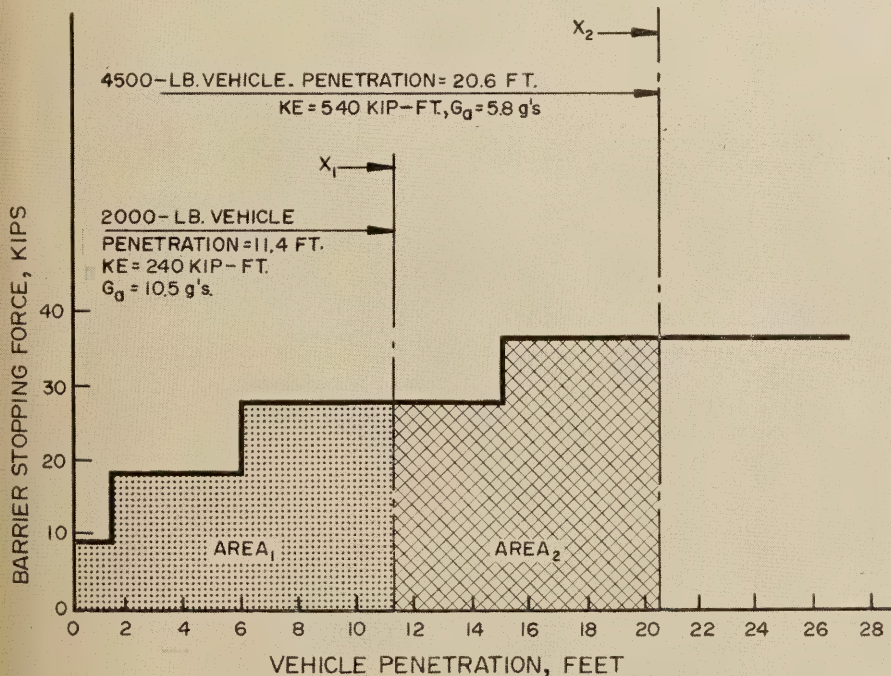 X₂
4500-LB. VEHICLE. PENETRATION= 20.6 FT.
KE= 540 KIP-FT., Gₐ= 5.8 g's
X₁
2000-LB. VEHICLE
PENETRATION=11.4 FT.
KE= 240 KIP-FT.
Gₐ= 10.5 g's.
BARRIER STOPPING FORCE, KIPS
40
30
20
10
0
AREA₁
AREA₂
0 2 4 6 8 10 12 14 16 18 20 22 24 26 28
VEHICLE PENETRATION, FEET